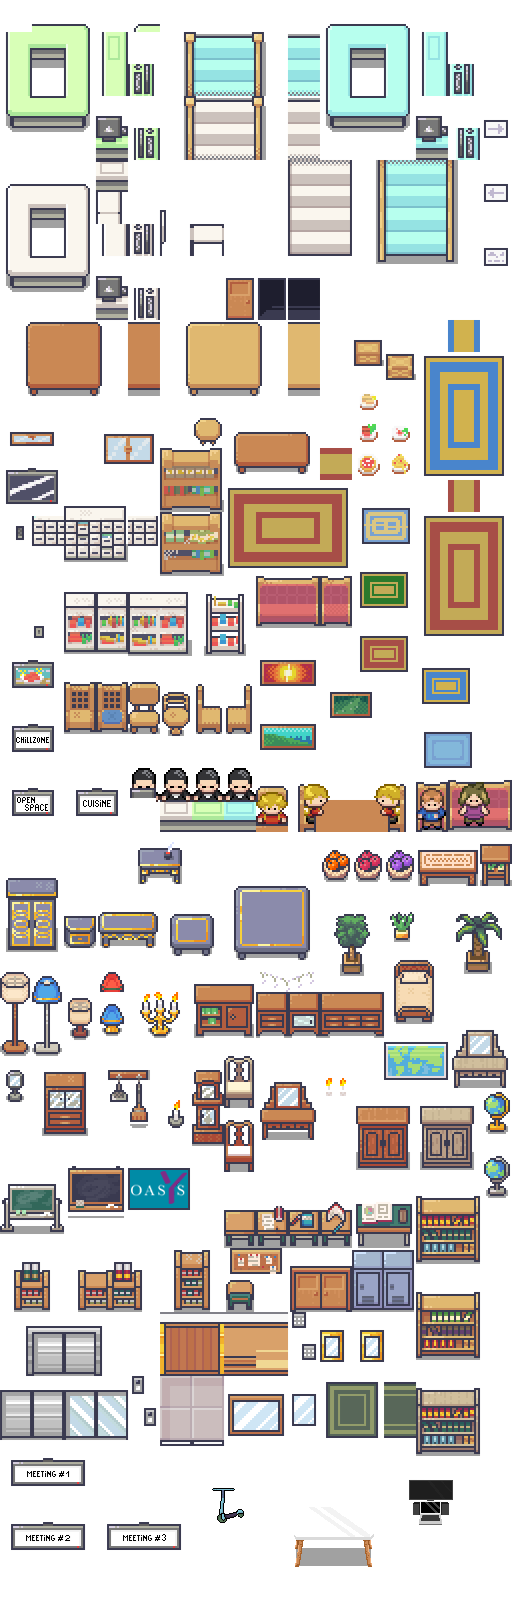 CHILLZONE
OPEN
SPACE
CUISINE
OASYS
MEETING #1
MEETING #2
MEETING #3